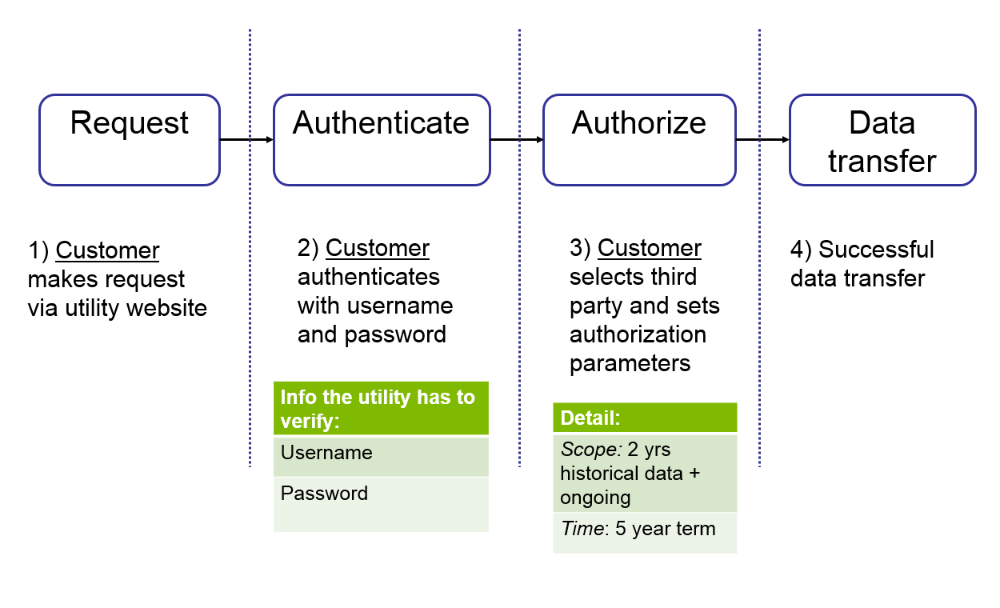 Request
Authenticate
Authorize
Data
transfer
1) Customer
makes request
via utility website
2) Customer
authenticates
with username
and password
3) Customer
selects third
party and sets
authorization
parameters
4) Successful
data transfer
Info the utility has to
verify:
Username
Password
Detail:
Scope: 2 yrs
historical data +
ongoing
Time: 5 year term